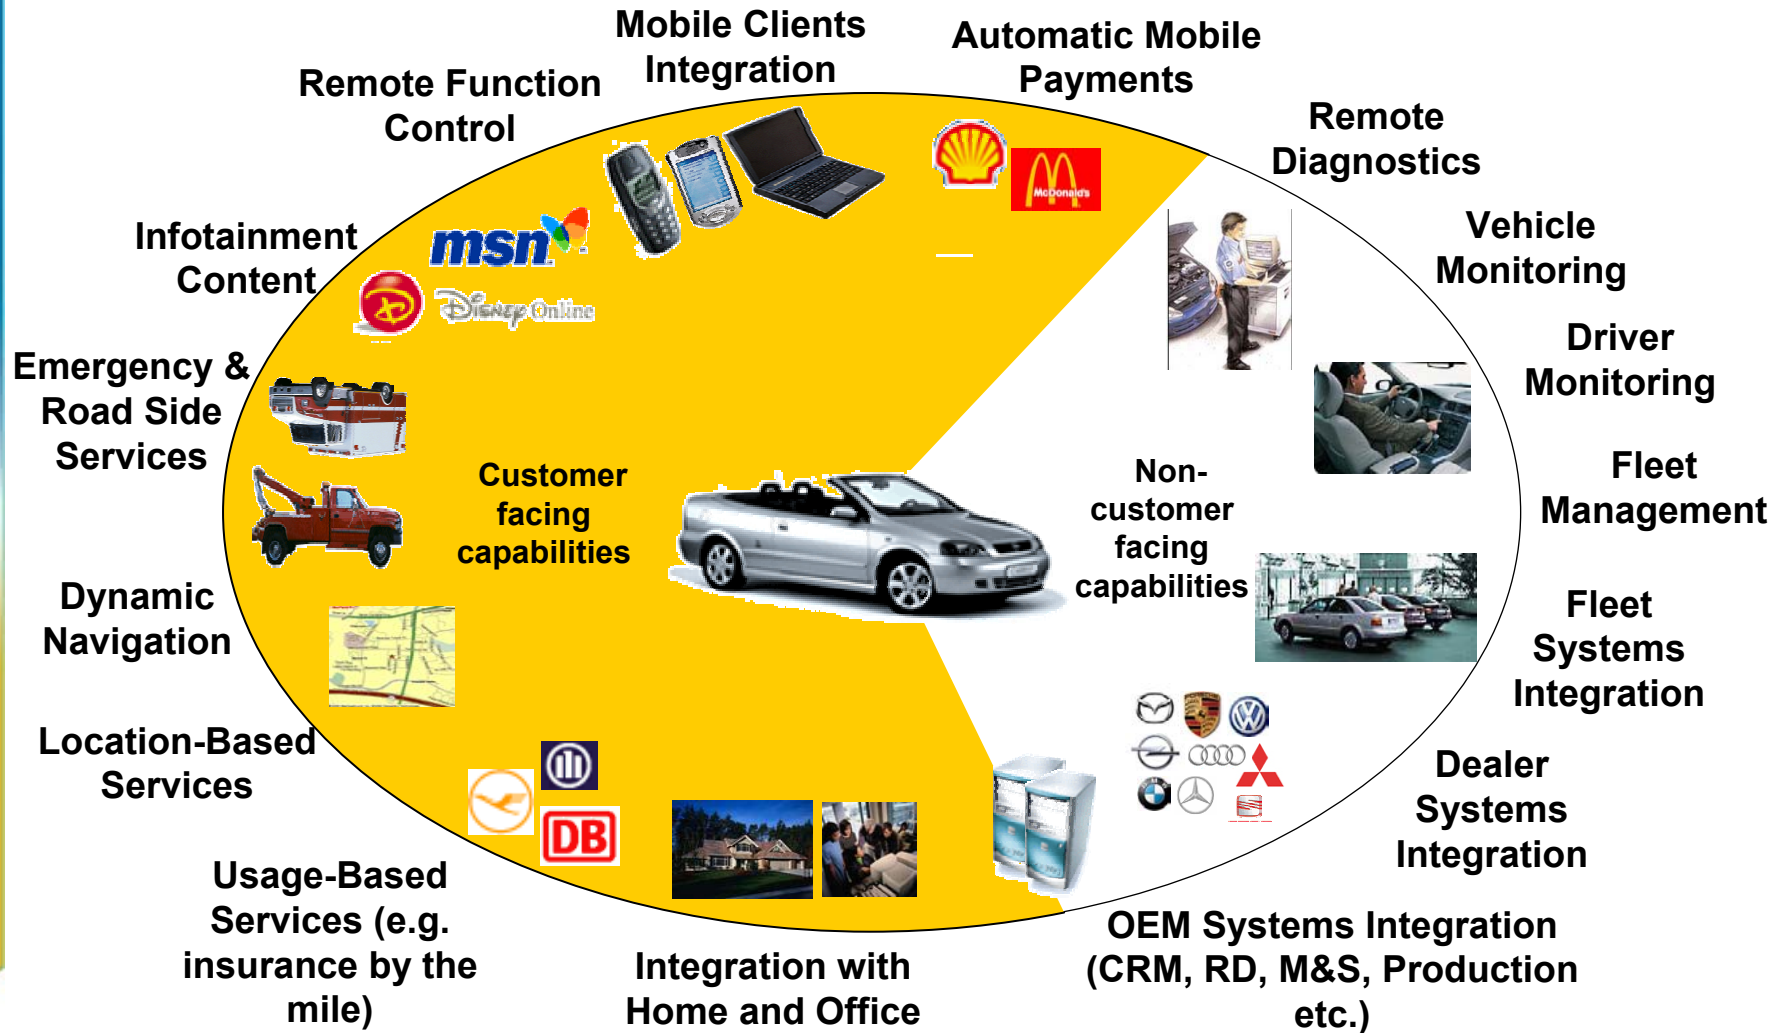 Mobile Clients
Integration
Automatic Mobile
Payments
Remote Function
Control
Remote
Diagnostics
McDonald's
Infotainment
Content
msn
Disney Online
Vehicle
Monitoring
Driver
Monitoring
Emergency &
Road Side
Services
Customer
facing
capabilities
Non-
customer
facing
capabilities
Fleet
Management
Dynamic
Navigation
Fleet
Systems
Integration
Location-Based
Services
DB
Dealer
Systems
Integration
Usage-Based
Services (e.g.
insurance by the
mile)
Integration with
Home and Office
OEM Systems Integration
(CRM, RD, M&S, Production
etc.)